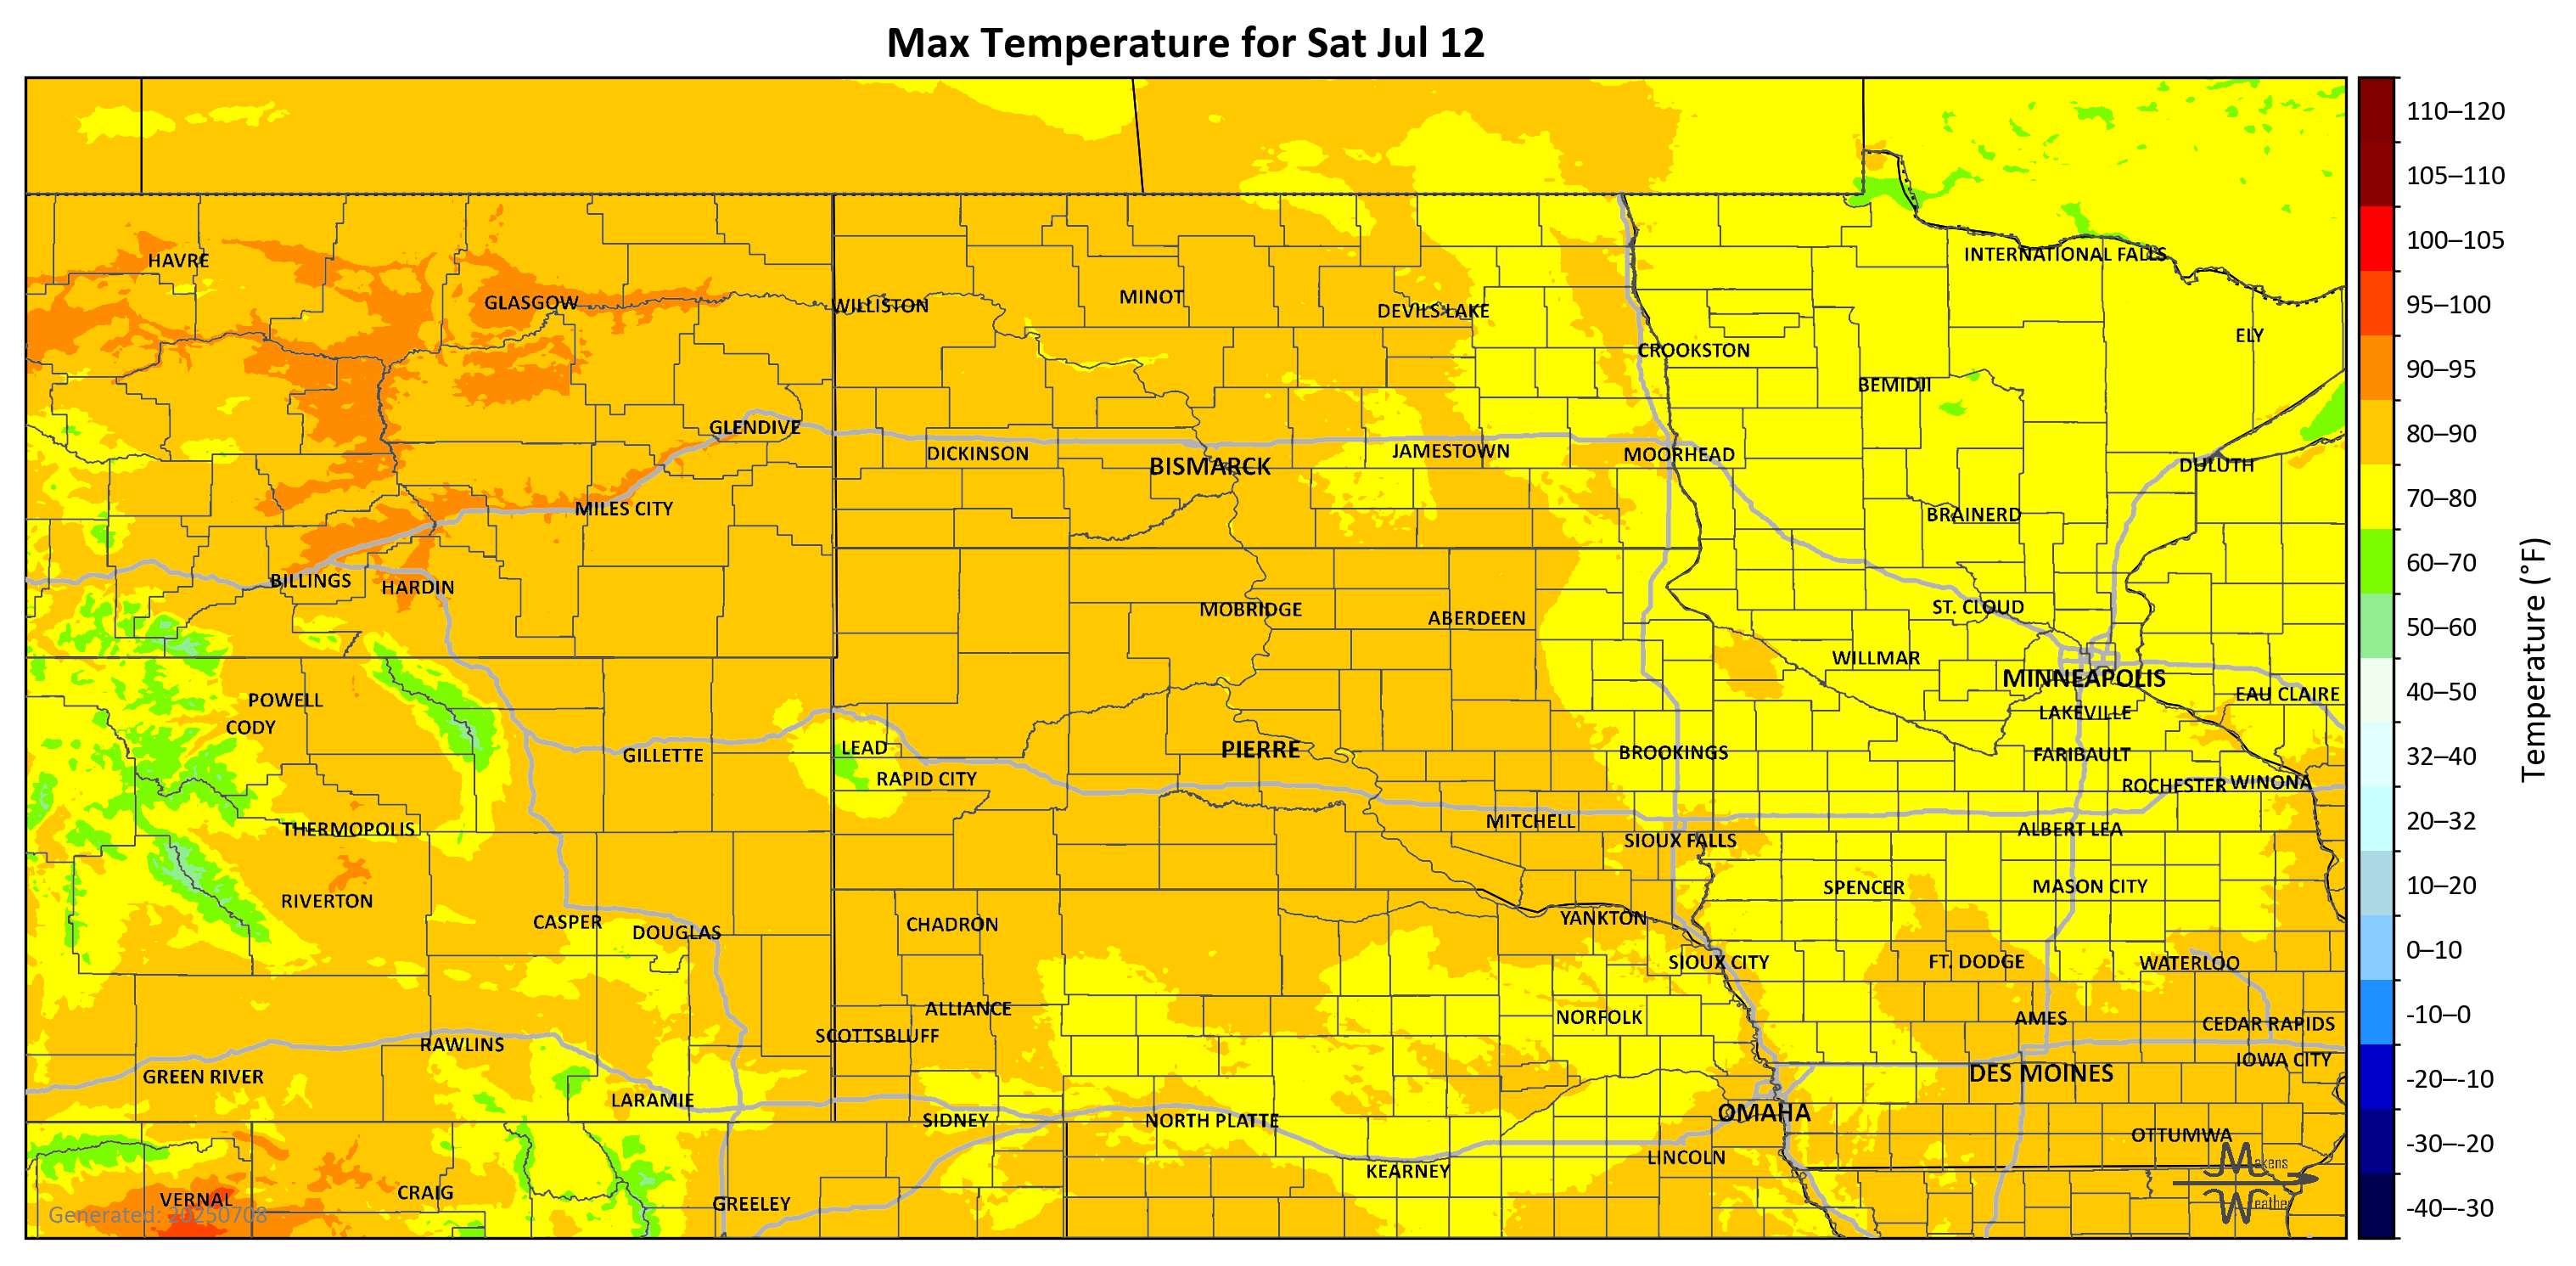 Max Temperature for Sat Jul 12
110–120
105–110
100–105
95–100
90–95
80–90
70–80
60–70
50–60
40–50
32–40
20–32
10–20
0–10
-10–0
-20–-10
-30–-20
-40–-30
Temperature (°F)
HAVRE
INTERNATIONAL FALLS
GLASGOW
WILLISTON
MINOT
DEVILS LAKE
ELY
CROOKSTON
BEMIDJI
GLENDIVE
DICKINSON
BISMARCK
JAMESTOWN
MOORHEAD
DULUTH
MILES CITY
BRAINERD
BILLINGS
HARDIN
MOBRIDGE
ABERDEEN
ST. CLOUD
WILLMAR
MINNEAPOLIS
EAU CLAIRE
POWELL
CODY
LAKEVILLE
GILLETTE
LEAD
PIERRE
BROOKINGS
FARIBAULT
RAPID CITY
ROCHESTER
WINONA
THERMOPOLIS
MITCHELL
SIOUX FALLS
ALBERT LEA
RIVERTON
SPENCER
MASON CITY
CASPER
DOUGLAS
CHADRON
YANKTON
SIOUX CITY
FT. DODGE
WATERLOO
ALLIANCE
NORFOLK
AMES
CEDAR RAPIDS
SCOTTSBLUFF
RAWLINS
IOWA CITY
GREEN RIVER
DES MOINES
LARAMIE
SIDNEY
NORTH PLATTE
OMAHA
OTTUMWA
LINCOLN
KEARNEY
VERNAL
CRAIG
GREELEY
Generated: 20250708
Makens
Weather